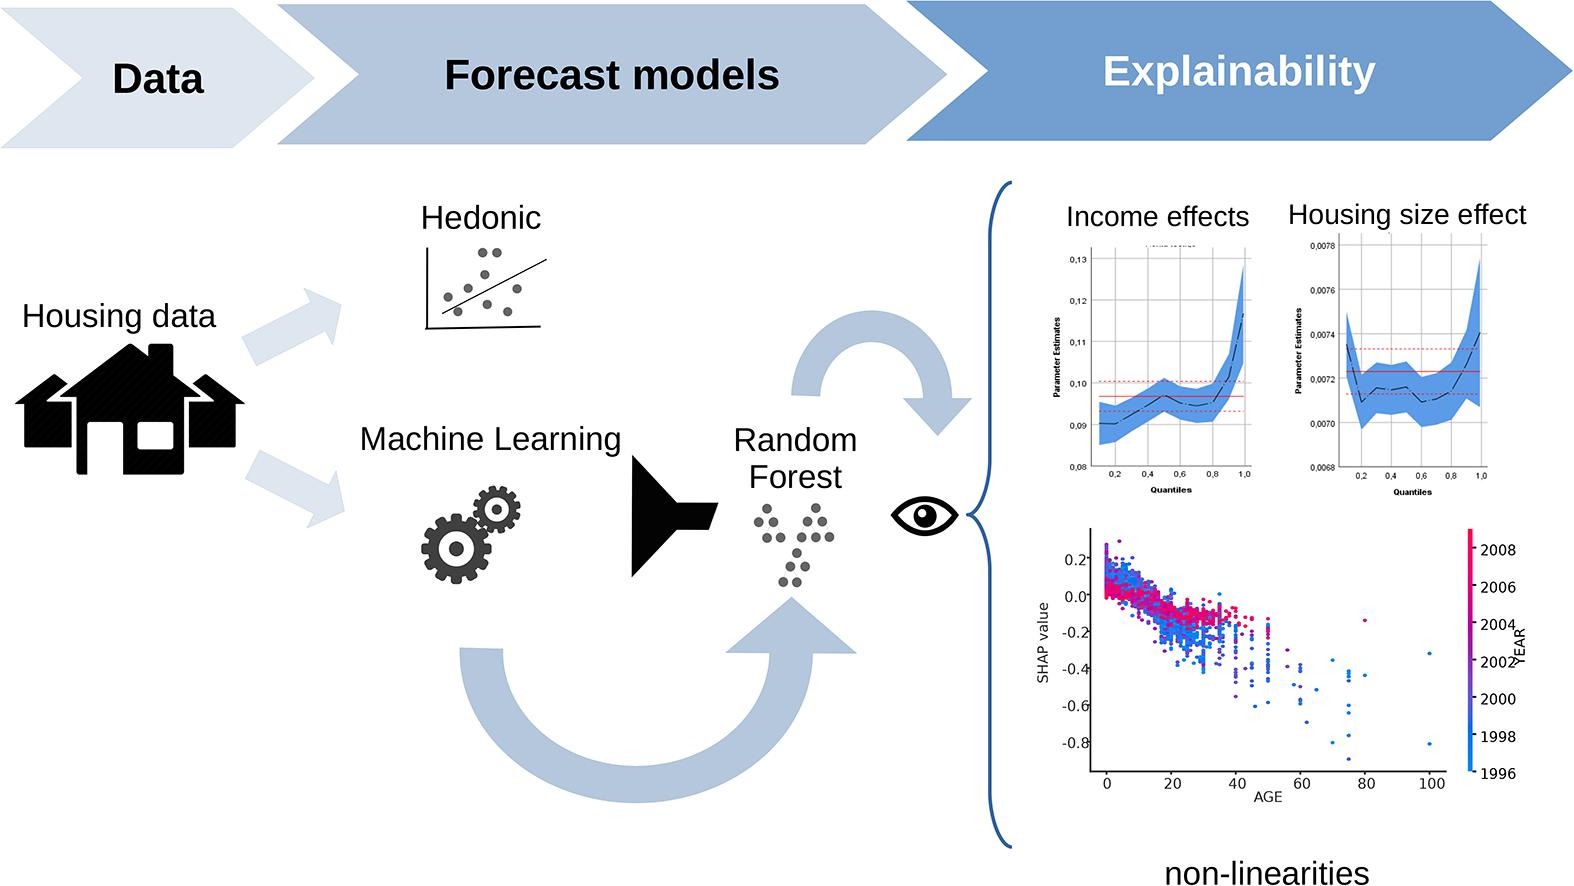 Data
Forecast models
Explainability
Housing data
Hedonic
Machine Learning
Random
Forest
Income effects
0,13
0,12
0,11
0,10
0,09
0,08
Parameter Estimates
0,2 0,4 0,6 0,8 1,0
Quantiles
Housing size effect
0,0078
0,0076
0,0074
0,0072
0,0070
0,0068
Parameter Estimates
0,2 0,4 0,6 0,8 1,0
Quantiles
0.2
0.0
-0.2
-0.4
-0.6
-0.8
SHAP value
0 20 40 60 80 100
AGE
2008
2006
2004
2002
2000
1998
1996
YEAR
non-linearities